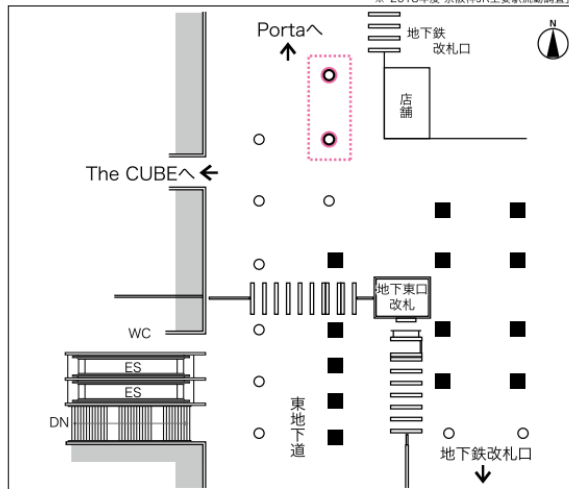 Portaへ
地下鉄
改札口
N
店舗
The CUBEへ
地下東口
改札
WC
ES
ES
DN
東地下道
地下鉄改札口